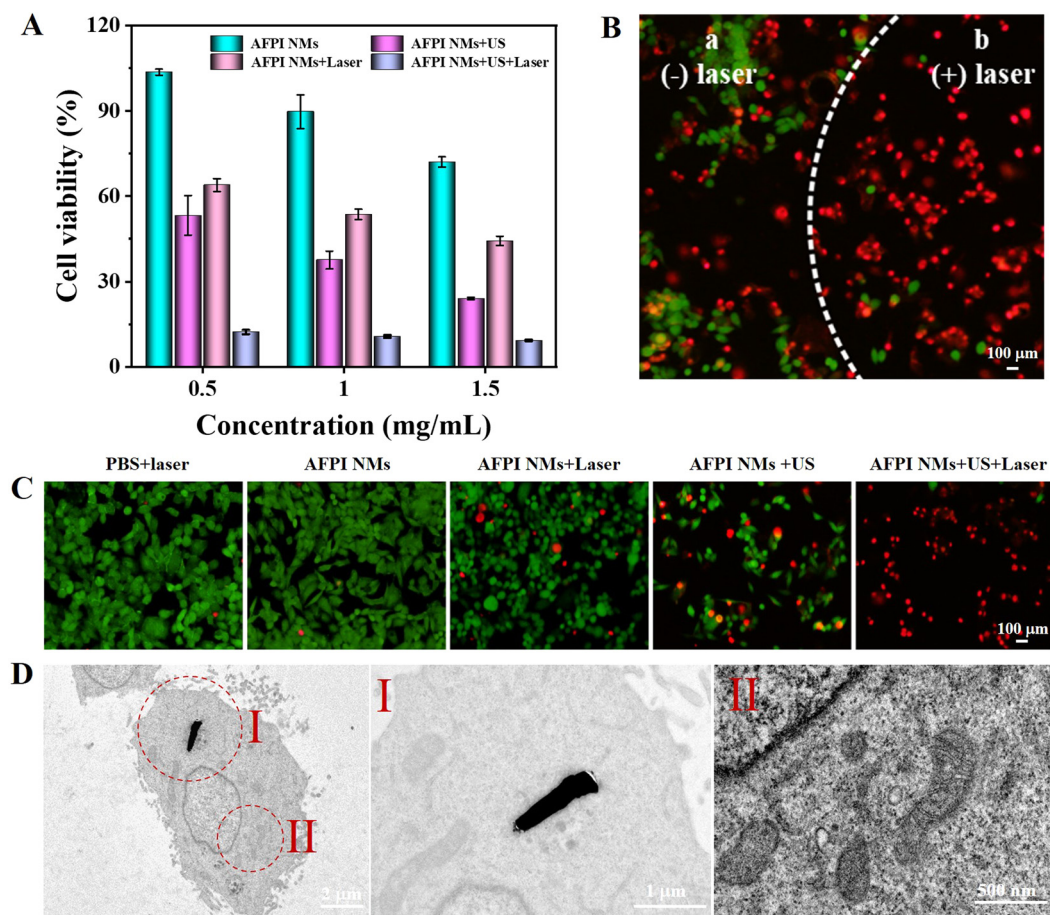 A
120
90
60
30
0
Cell viability (%)
AFPI NMs
AFPI NMs+US
AFPI NMs+Laser
AFPI NMs+US+Laser
0.5
1
1.5
Concentration (mg/mL)
B
a
(-) laser
b
(+) laser
100 μm
C
PBS+laser
AFPI NMs
AFPI NMs+Laser
AFPI NMs +US
AFPI NMs+US+Laser
100 μm
D
I
II
2 μm
I
1 μm
II
500 nm